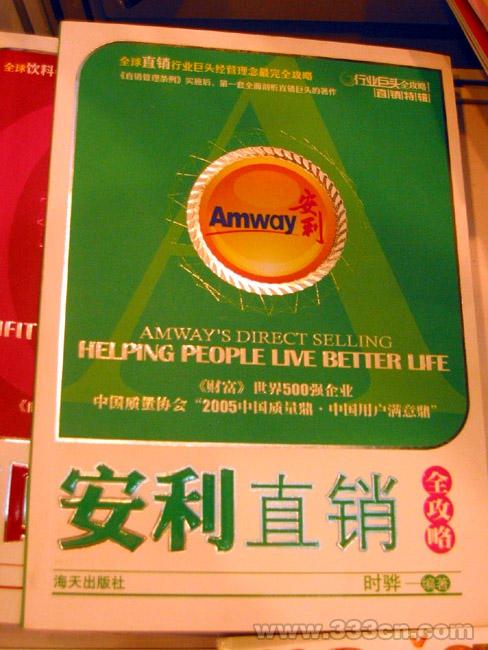 全球饮料
全球直销行业巨头经营理念最完全攻略
《直销管理条例》实施后，第一套全面剖析直销巨头的著作
行业巨头全攻略
直销特辑
Amway 安利
AMWAY'S DIRECT SELLING
HELPING PEOPLE LIVE BETTER LIFE
《财富》世界500强企业
中国质量协会“2005中国质量鼎·中国用户满意鼎”
安利直销
全攻略
海天出版社
时骅 编著
www.333cn.com